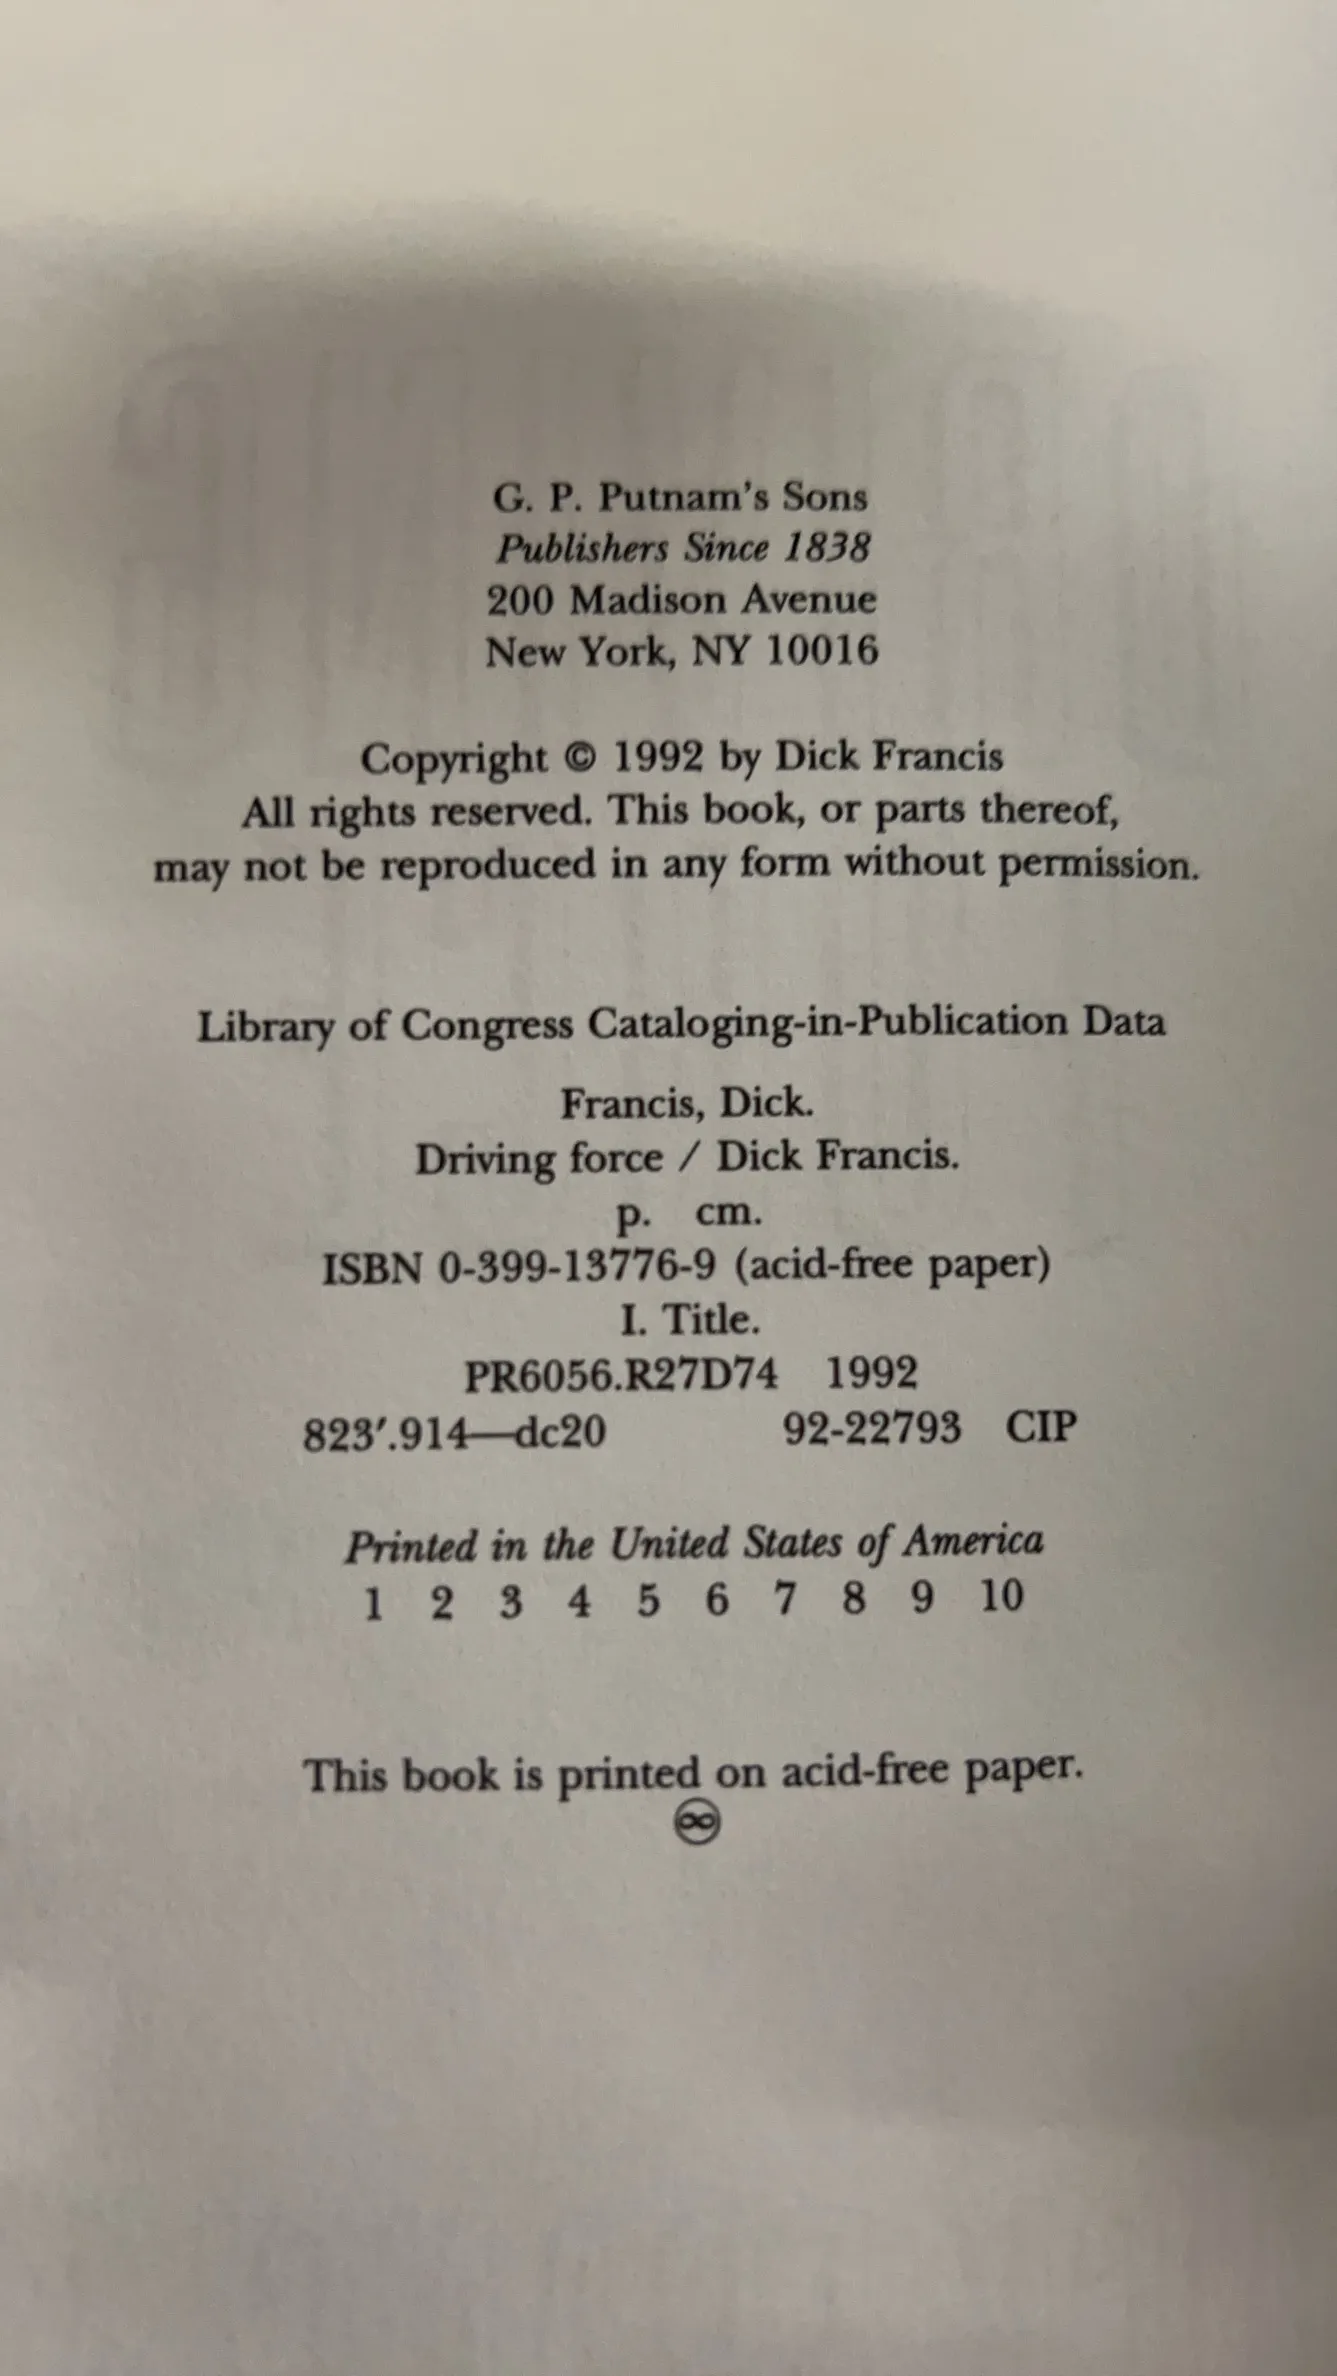 G. P. Putnam's Sons
Publishers Since 1838
200 Madison Avenue
New York, NY 10016
Copyright © 1992 by Dick Francis
All rights reserved. This book, or parts thereof,
may not be reproduced in any form without permission.
Library of Congress Cataloging-in-Publication Data
Francis, Dick.
Driving force / Dick Francis.
p. cm.
ISBN 0-399-13776-9 (acid-free paper)
I. Title.
PR6056.R27D74 1992
823′.914—dc20 92-22793 CIP
Printed in the United States of America
1 2 3 4 5 6 7 8 9 10
This book is printed on acid-free paper.
♾